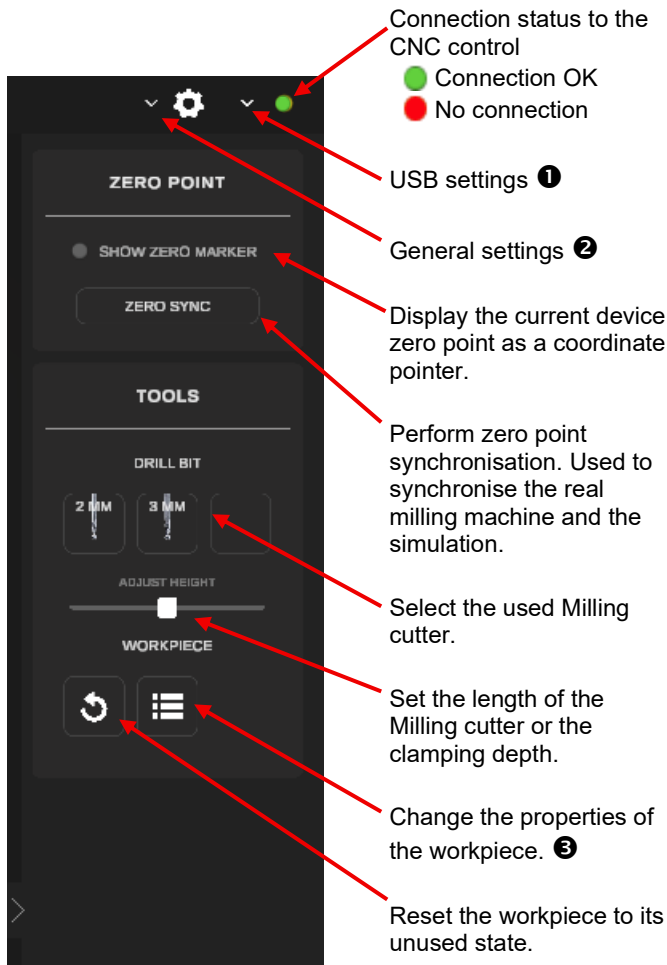 Connection status to the
CNC control
Connection OK
No connection
USB settings ❶
General settings ❷
Display the current device
zero point as a coordinate
pointer.
Perform zero point
synchronisation. Used to
synchronise the real
milling machine and the
simulation.
Select the used Milling
cutter.
Set the length of the
Milling cutter or the
clamping depth.
Change the properties of
the workpiece. ❸
Reset the workpiece to its
unused state.
ZERO POINT
SHOW ZERO MARKER
ZERO SYNC
TOOLS
DRILL BIT
2 MM
3 MM
ADJUST HEIGHT
WORKPIECE